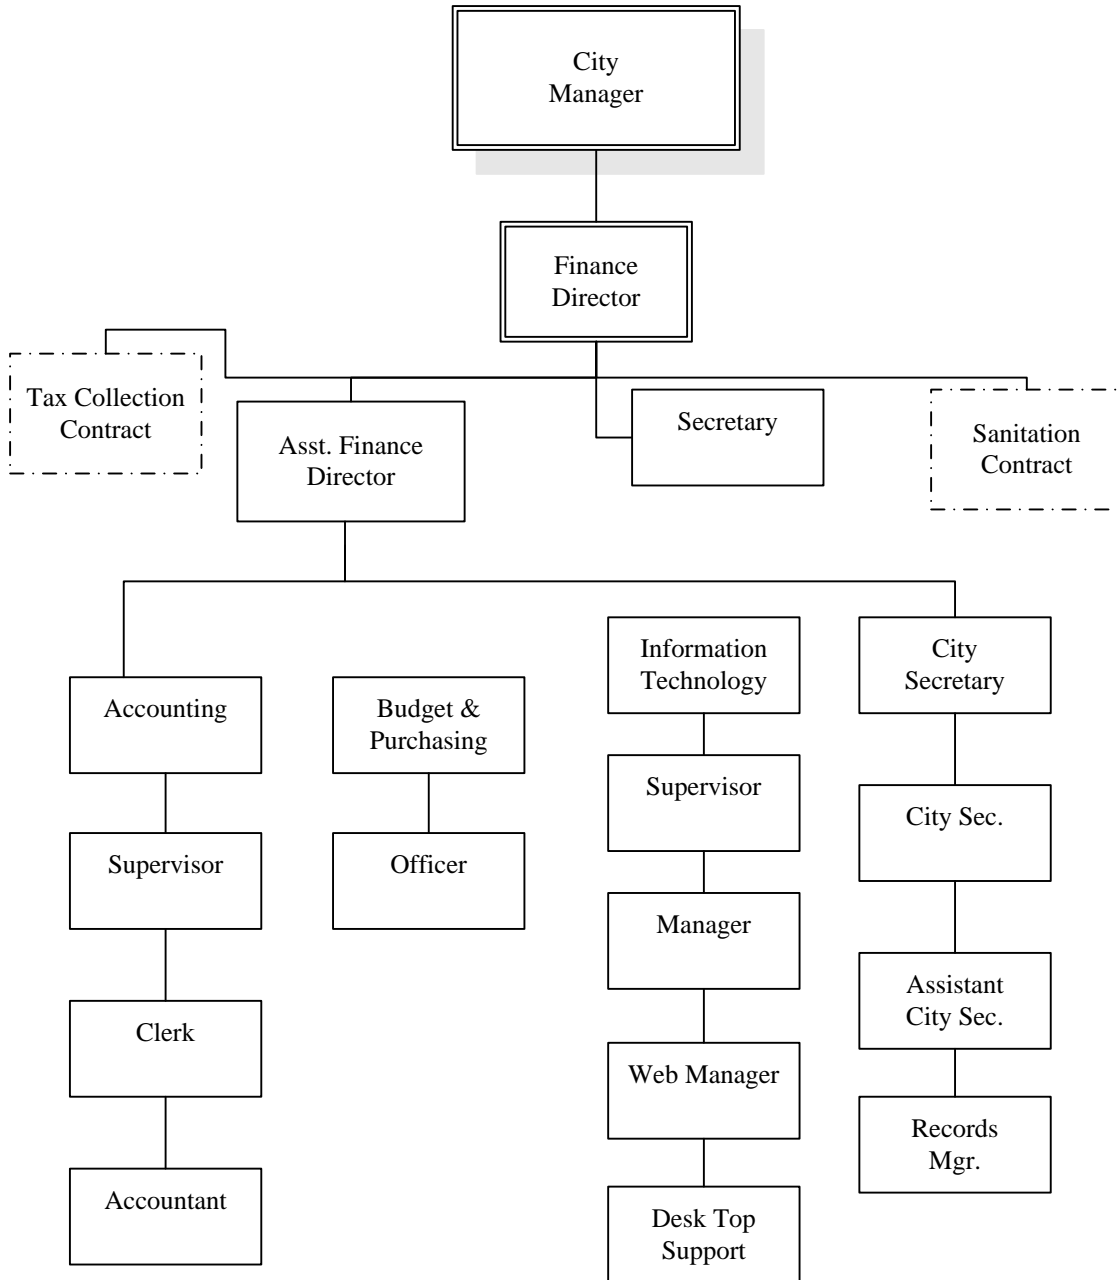 City
Manager
Finance
Director
Tax Collection
Contract
Asst. Finance
Director
Secretary
Sanitation
Contract
Information
Technology
City
Secretary
Accounting
Budget &
Purchasing
Supervisor
City Sec.
Supervisor
Officer
Manager
Assistant
City Sec.
Clerk
Web Manager
Records
Mgr.
Accountant
Desk Top
Support